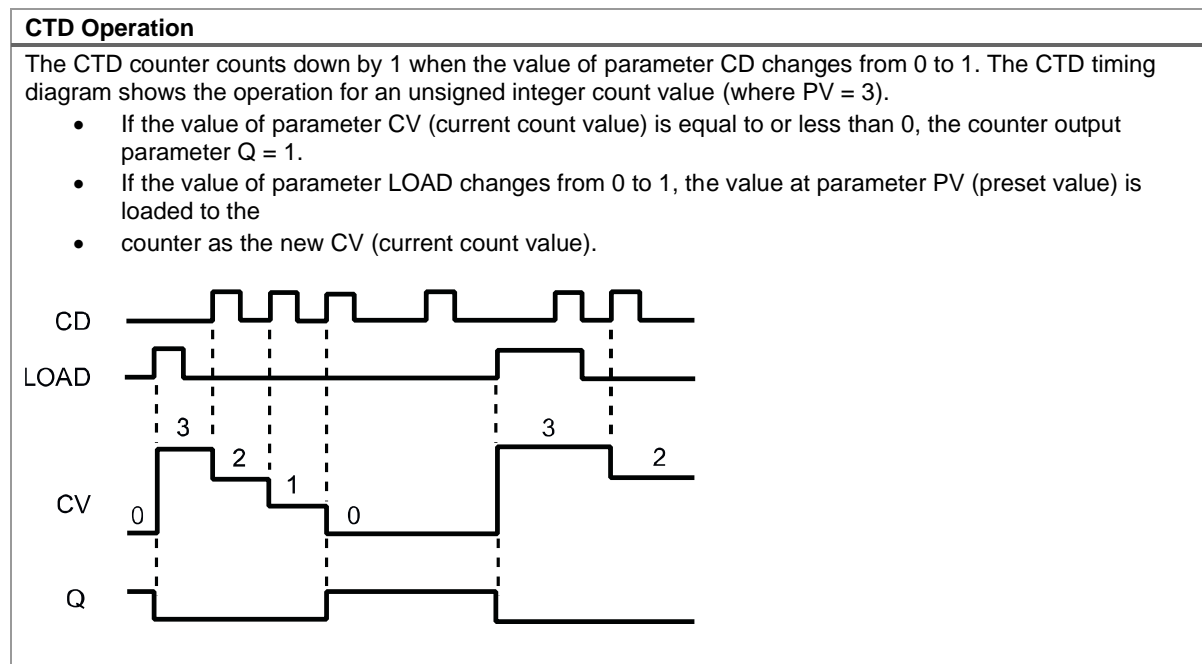 CTD Operation
The CTD counter counts down by 1 when the value of parameter CD changes from 0 to 1. The CTD timing
diagram shows the operation for an unsigned integer count value (where PV = 3).
• If the value of parameter CV (current count value) is equal to or less than 0, the counter output
parameter Q = 1.
• If the value of parameter LOAD changes from 0 to 1, the value at parameter PV (preset value) is
loaded to the
• counter as the new CV (current count value).
CD
LOAD
3
3
2
2
1
CV
0
0
Q